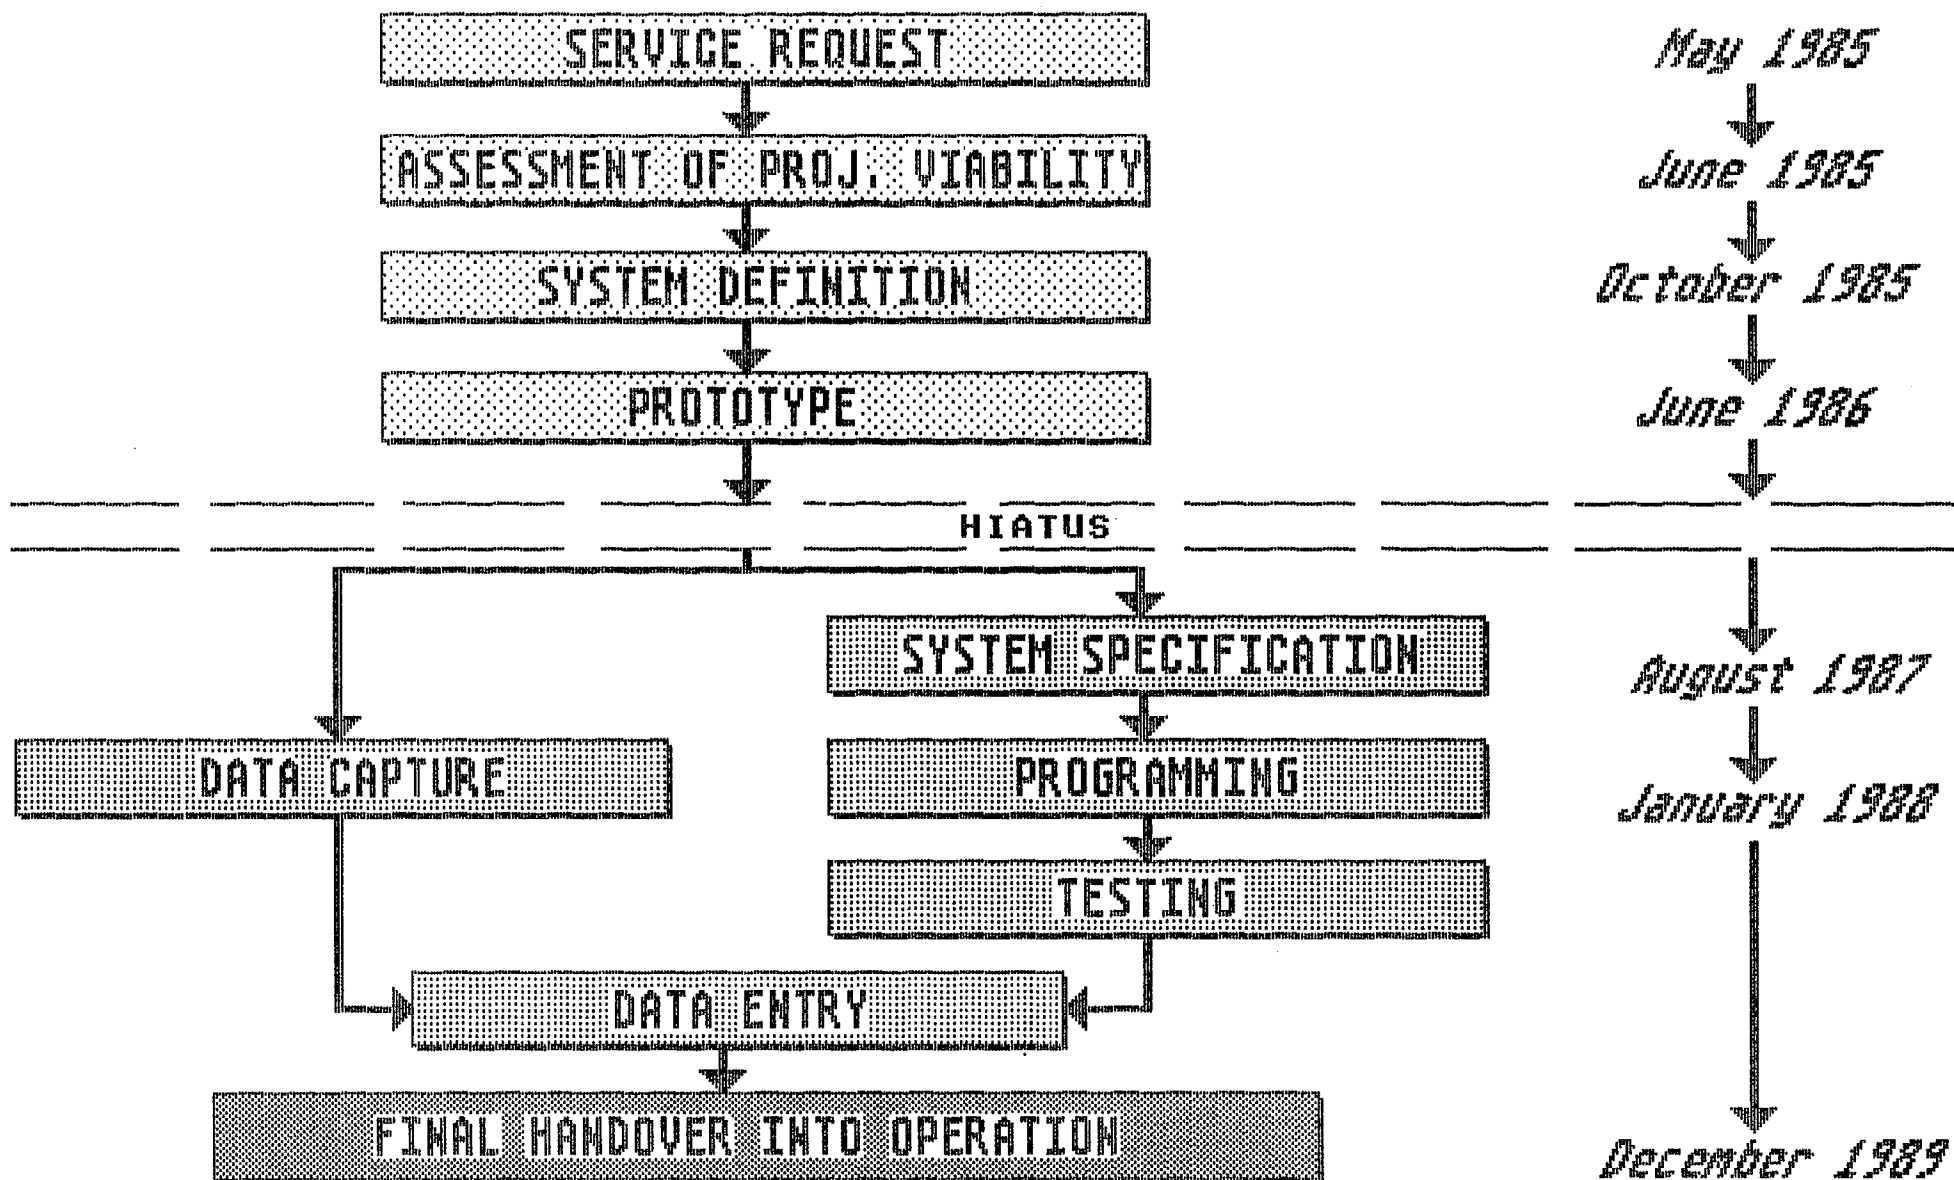 SERVICE REQUEST
May 1985
ASSESSMENT OF PROJ. VIABILITY
June 1985
SYSTEM DEFINITION
October 1985
PROTOTYPE
June 1986
HIATUS
SYSTEM SPECIFICATION
August 1987
DATA CAPTURE
PROGRAMMING
January 1988
TESTING
DATA ENTRY
FINAL HANDOVER INTO OPERATION
December 1989